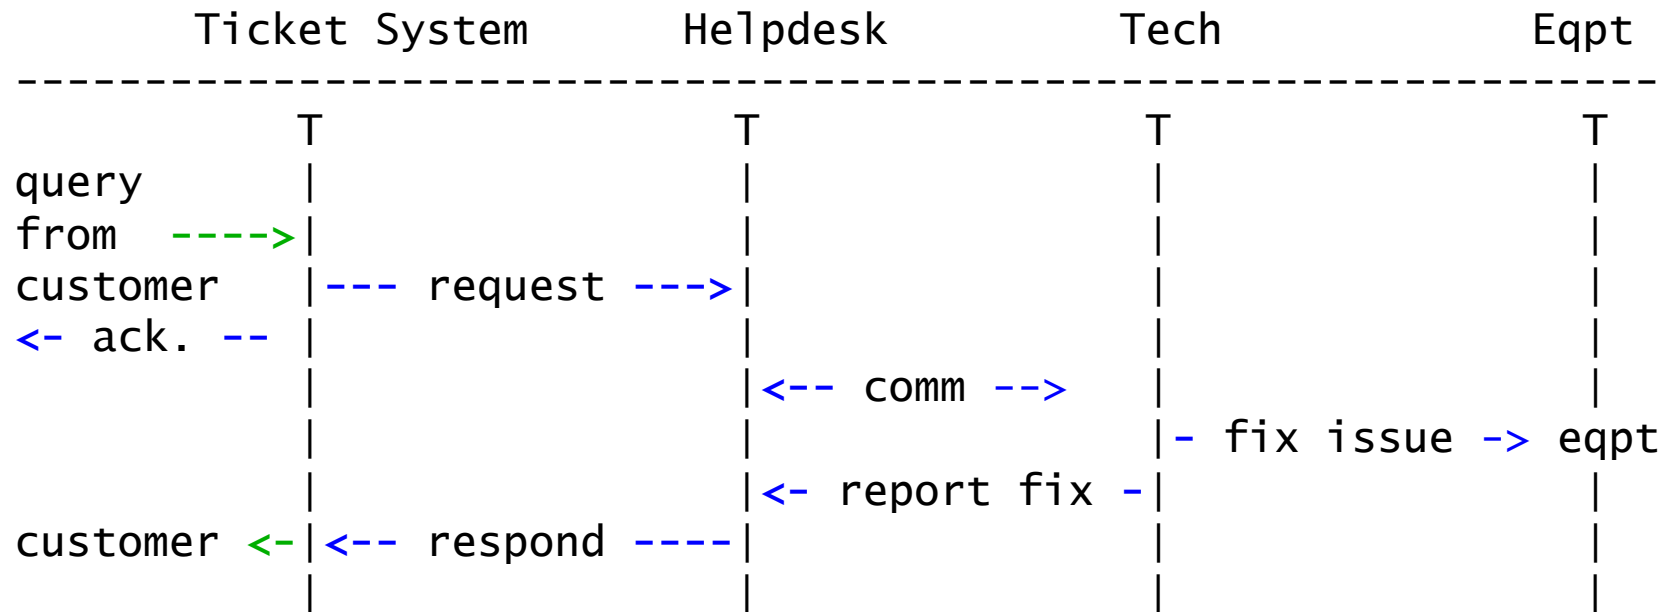 Ticket System Helpdesk Tech Eqpt
----------------------------------------------------------------
T T T T
query | | | |
from ---->| | | |
customer |--- request --->| | |
<- ack. -- | | | |
| |<-- comm --> | |
| | |- fix issue -> eqpt
| |<- report fix -| |
customer <-|<-- respond ----| | |
| | | |